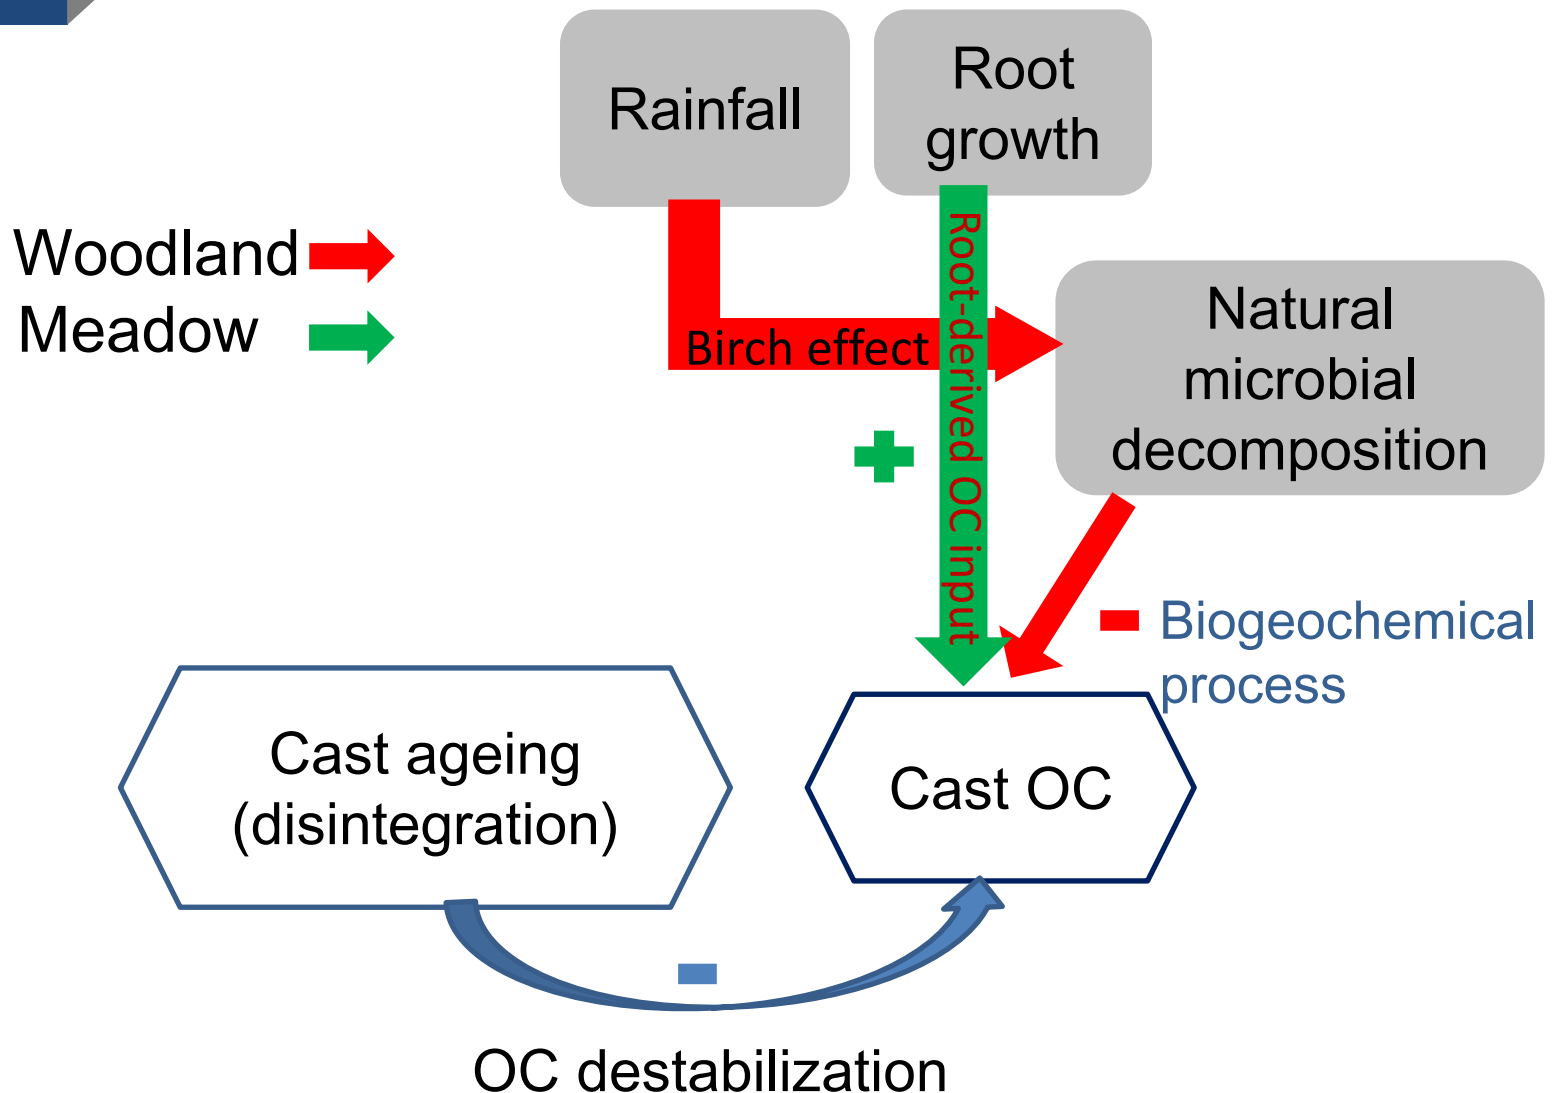 Rainfall
Root
growth
Woodland
Meadow
Root-derived OC input
Birch effect
Natural
microbial
decomposition
Biogeochemical
process
Cast ageing
(disintegration)
Cast OC
OC destabilization